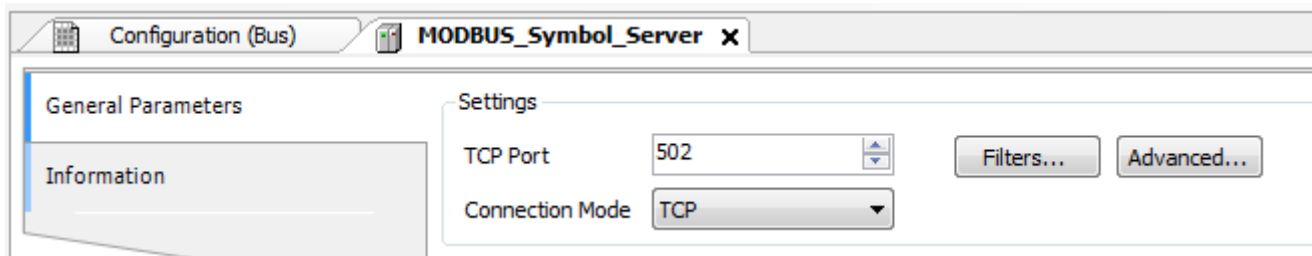 Configuration (Bus) MODBUS_Symbol_Server
General Parameters
Information
Settings
TCP Port 502 Filters... Advanced...
Connection Mode TCP